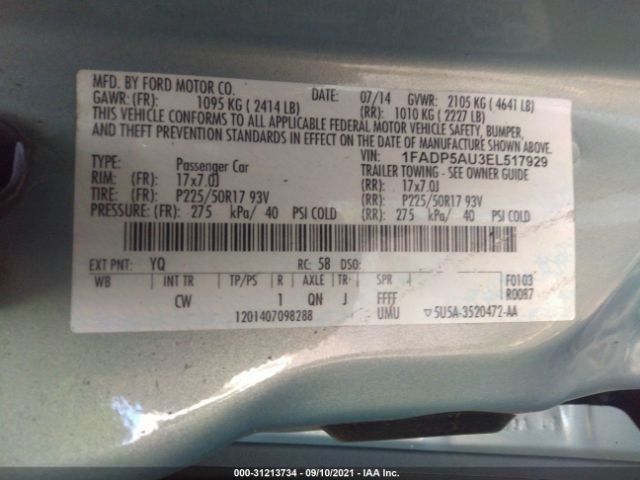 MFD. BY FORD MOTOR CO. DATE: 07/14 GVWR: 2105 KG ( 4641 LB)
GAWR: (FR): 1095 KG ( 2414 LB) (RR): 1010 KG ( 2227 LB)
THIS VEHICLE CONFORMS TO ALL APPLICABLE FEDERAL MOTOR VEHICLE SAFETY, BUMPER,
AND THEFT PREVENTION STANDARDS IN EFFECT ON THE DATE OF MANUFACTURE SHOWN ABOVE.
VIN: 1FADP5AU3EL517929
TYPE: Passenger Car TRAILER TOWING - SEE OWNER GUIDE
RIM: (FR): 17x7.0J (RR): 17x7.0J
TIRE: (FR): P225/50R17 93V (RR): P225/50R17 93V
PRESSURE: (FR): 275 kPa/ 40 PSI COLD (RR): 275 kPa/ 40 PSI COLD
EXT PNT: YQ RC: 58 DSO:
WB INT TR TP/PS R AXLE TR- SPR F0103
CW 1 QN J FFFF R0087
1201407098288 UMU ▽5U5A-3520472-AA
000-31213734 - 09/10/2021 - IAA Inc.